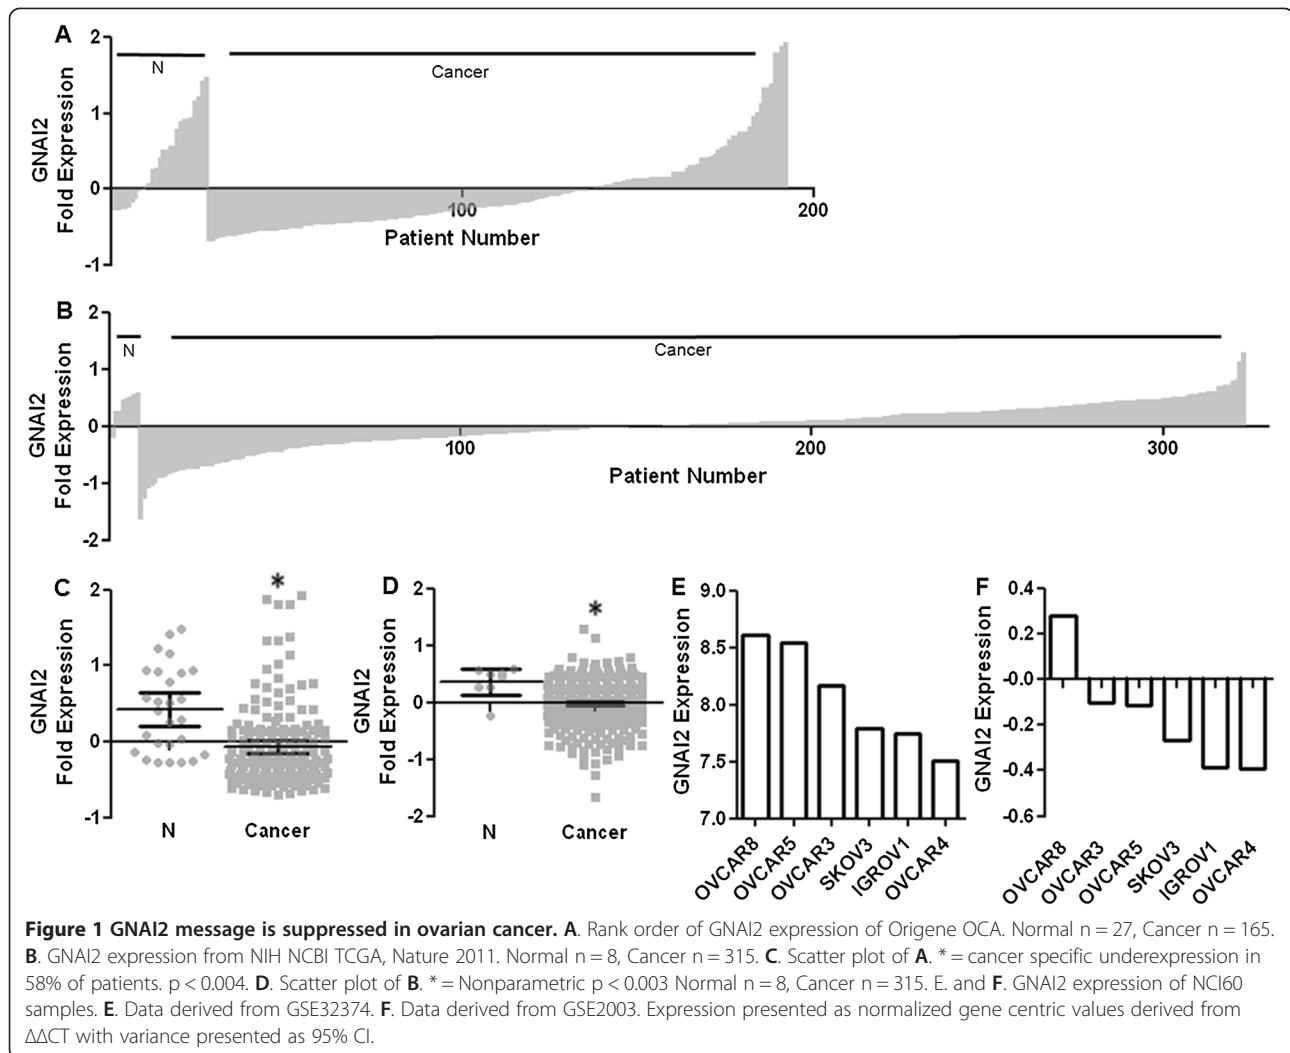 A
2
1
0
-1
GNAI2
Fold Expression
N
Cancer
100
200
Patient Number
B
2
1
0
-1
-2
GNAI2
Fold Expression
N
Cancer
100
200
300
Patient Number
C
2
1
0
-1
GNAI2
Fold Expression
*
N
Cancer
D
2
1
0
-1
-2
GNAI2
Fold Expression
*
N
Cancer
E
9.0
8.5
8.0
7.5
7.0
GNAI2 Expression
OVCAR8
OVCAR5
OVCAR3
SKOV3
IGROV1
OVCAR4
F
0.4
0.2
-0.0
-0.2
-0.4
-0.6
GNAI2 Expression
OVCAR8
OVCAR3
OVCAR5
SKOV3
IGROV1
OVCAR4
Figure 1 GNAI2 message is suppressed in ovarian cancer. A. Rank order of GNAI2 expression of Origene OCA. Normal n = 27, Cancer n = 165.
B. GNAI2 expression from NIH NCBI TCGA, Nature 2011. Normal n = 8, Cancer n = 315. C. Scatter plot of A. * = cancer specific underexpression in
58% of patients. p < 0.004. D. Scatter plot of B. * = Nonparametric p < 0.003 Normal n = 8, Cancer n = 315. E. and F. GNAI2 expression of NCI60
samples. E. Data derived from GSE32374. F. Data derived from GSE2003. Expression presented as normalized gene centric values derived from
ΔΔCT with variance presented as 95% CI.